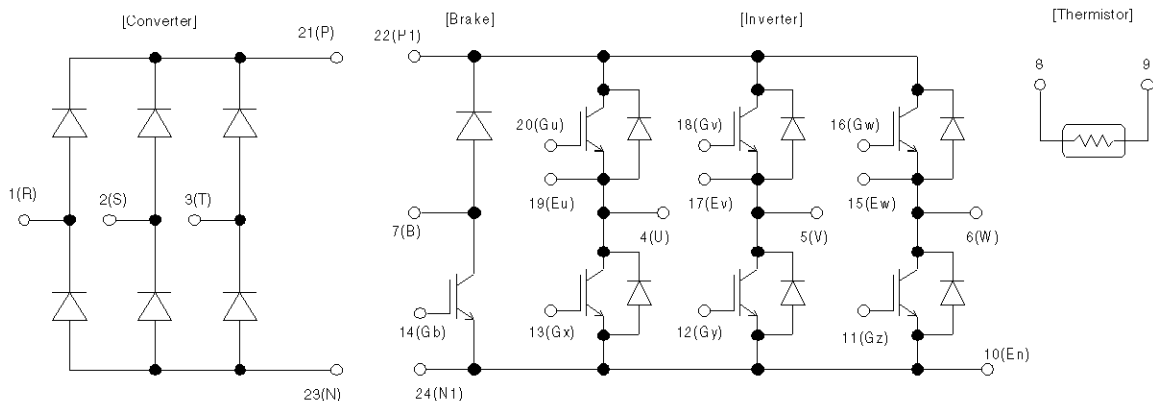 [Converter]
[Brake]
[Inverter]
[Thermistor]
21(P)
22(P1)
8
9
20(Gu)
18(Gv)
16(Gw)
1(R)
2(S)
3(T)
19(Eu)
17(Ev)
15(Ew)
7(B)
4(U)
5(V)
6(W)
14(Gb)
13(Gx)
12(Gy)
11(Gz)
10(En)
23(N)
24(N1)